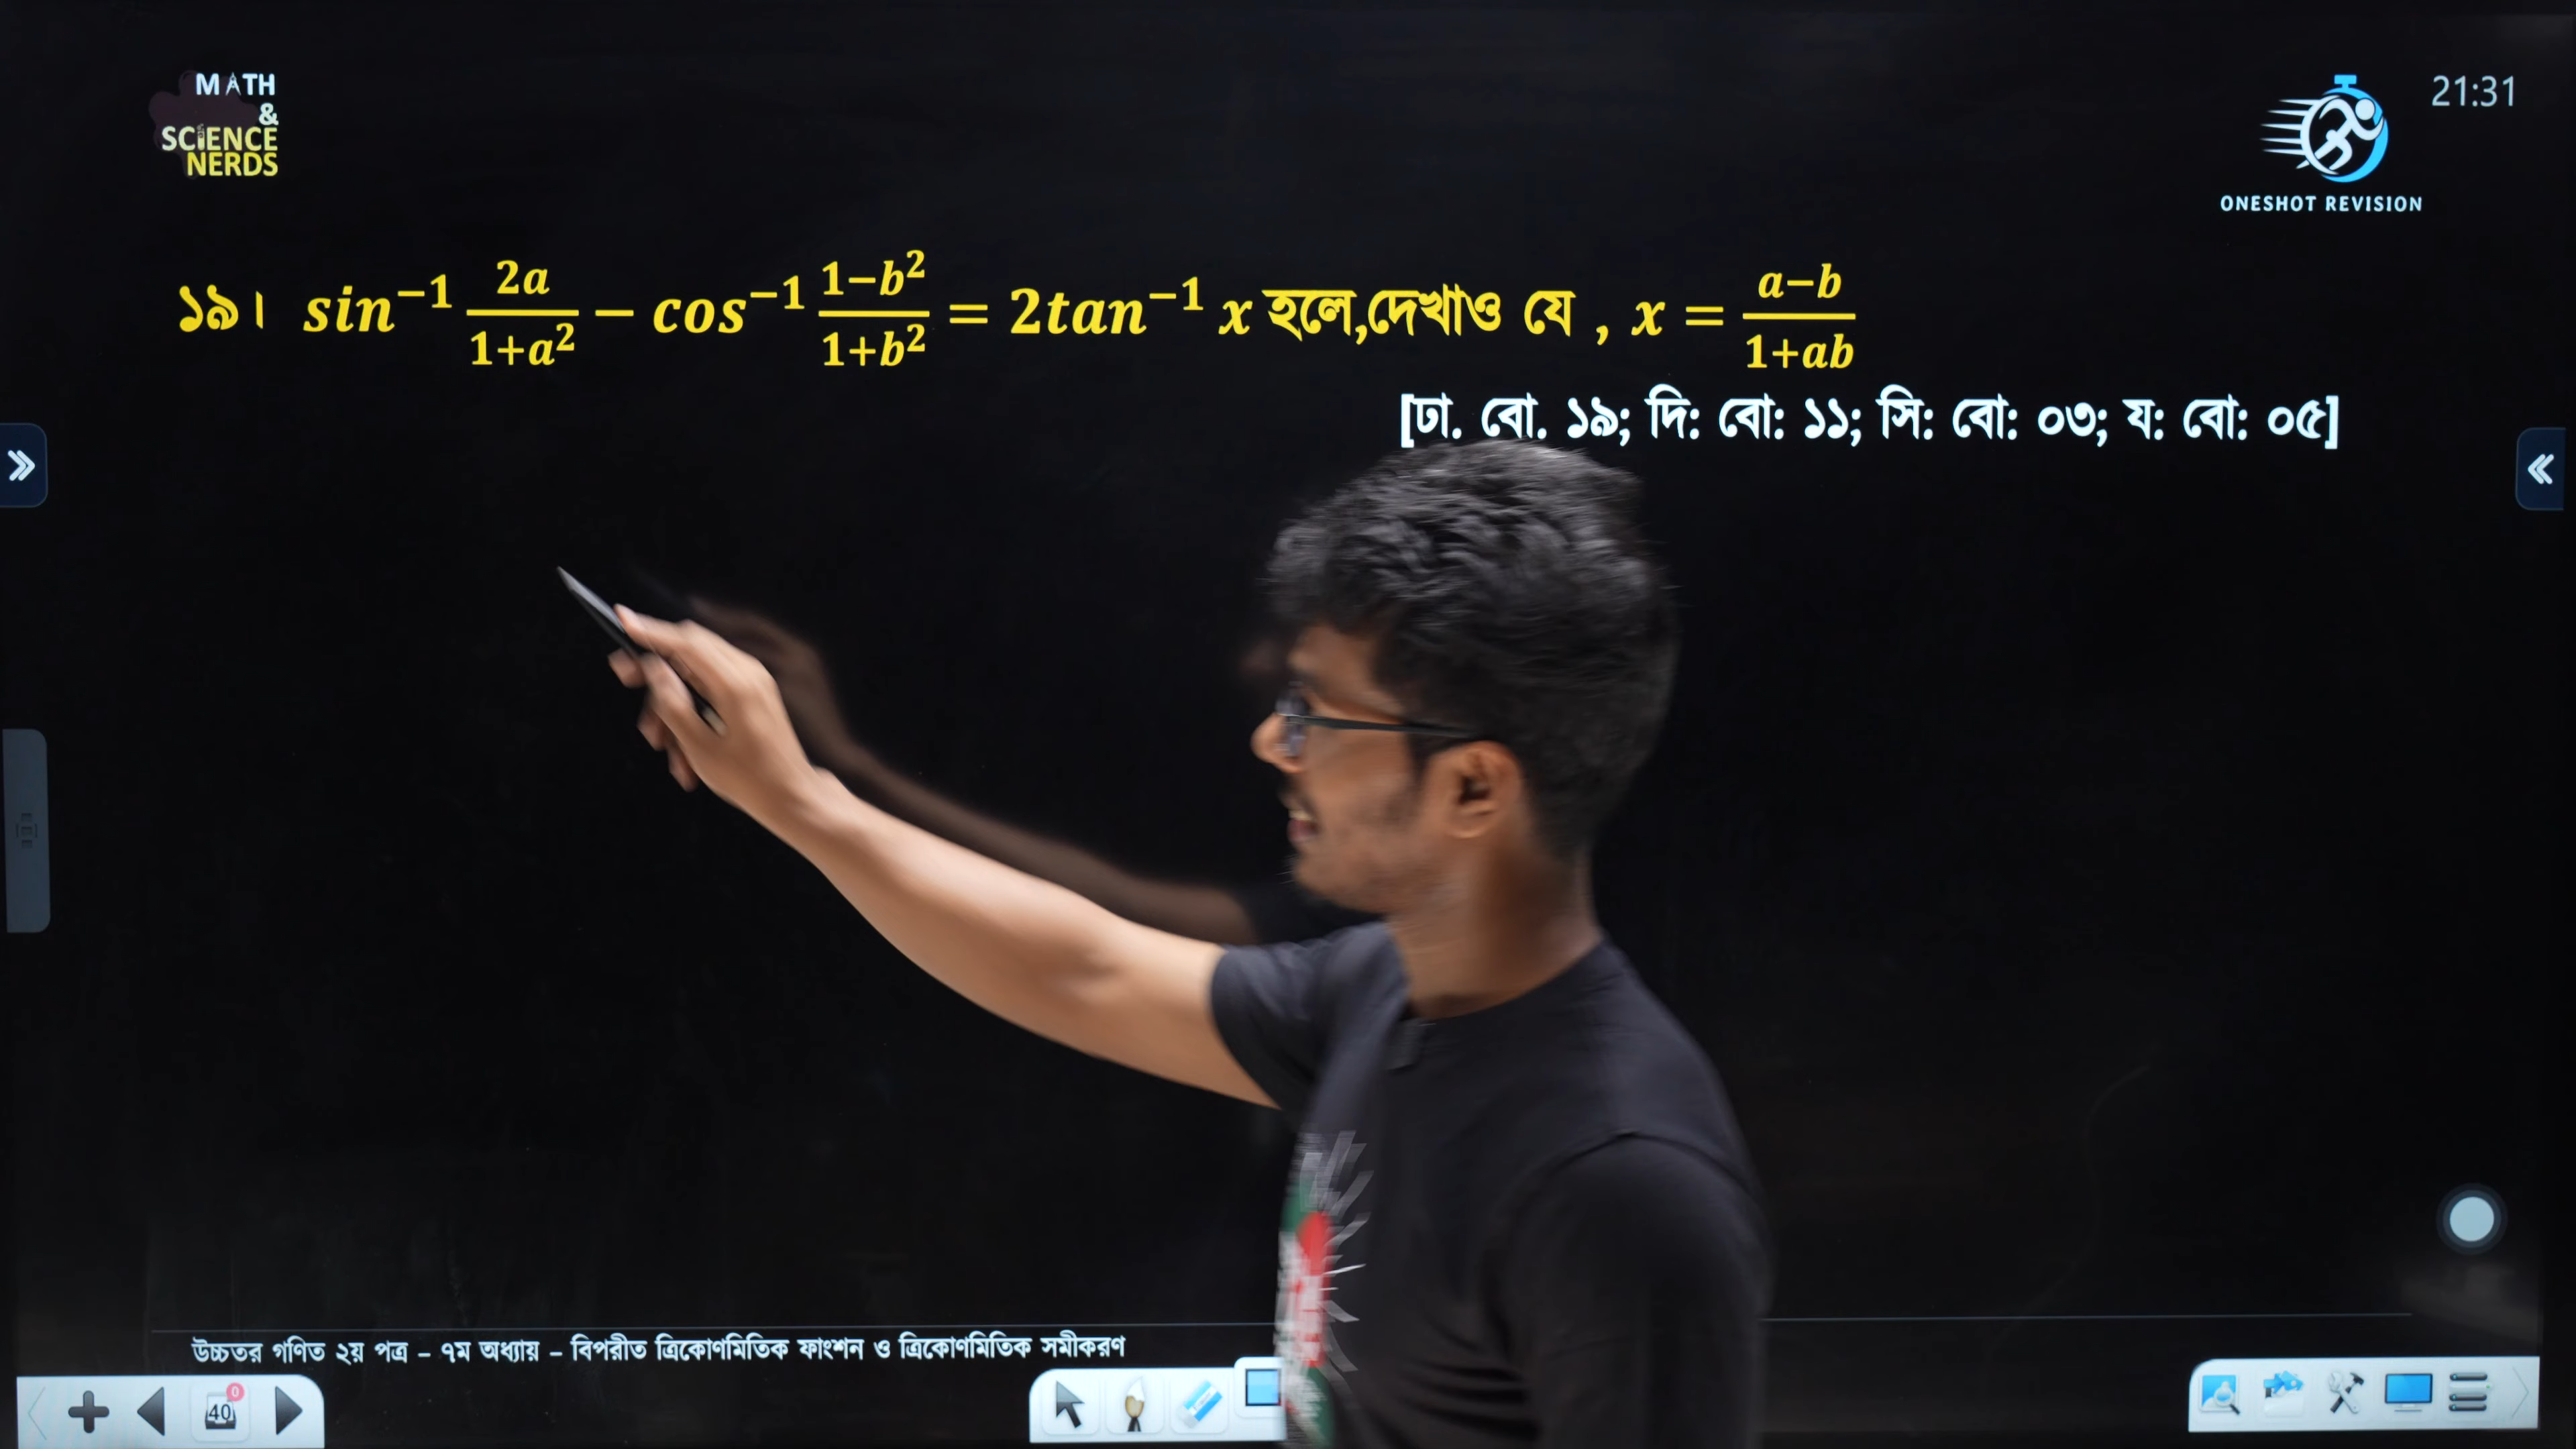 MATH
&
SCIENCE
NERDS
21:31
ONESHOT REVISION
১৯। sin⁻¹ 2a/1+a² − cos⁻¹ 1−b²/1+b² = 2tan⁻¹ x হলে,দেখাও যে , x = a−b/1+ab
[ঢা. বো. ১৯; দি: বো: ১১; সি: বো: ০৩; য: বো: ০৫]
উচ্চতর গণিত ২য় পত্র – ৭ম অধ্যায় – বিপরীত ত্রিকোণমিতিক ফাংশন ও ত্রিকোণমিতিক সমীকরণ
0
40